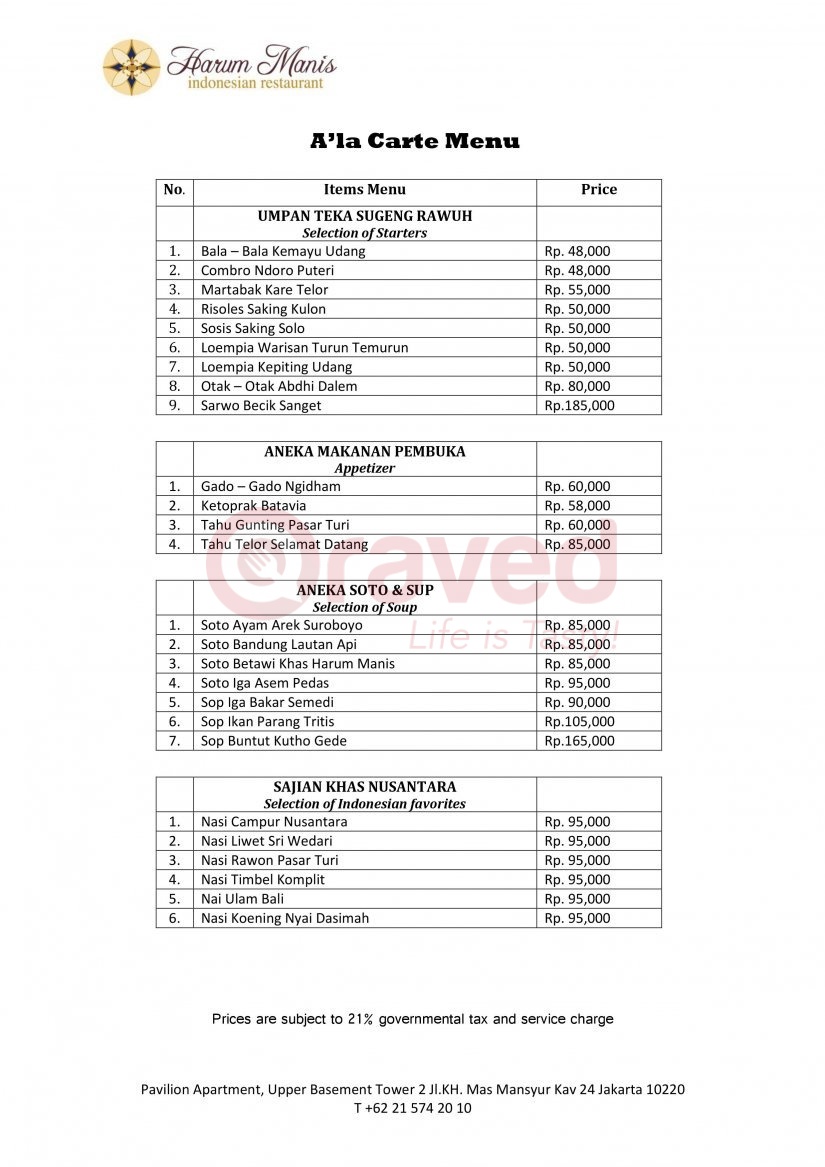 Harum Manis
indonesian restaurant
A'la Carte Menu
No. Items Menu Price
UMPAN TEKA SUGENG RAWUH
Selection of Starters
1. Bala – Bala Kemayu Udang Rp. 48,000
2. Combro Ndoro Puteri Rp. 48,000
3. Martabak Kare Telor Rp. 55,000
4. Risoles Saking Kulon Rp. 50,000
5. Sosis Saking Solo Rp. 50,000
6. Loempia Warisan Turun Temurun Rp. 50,000
7. Loempia Kepiting Udang Rp. 50,000
8. Otak – Otak Abdhi Dalem Rp. 80,000
9. Sarwo Becik Sanget Rp.185,000
ANEKA MAKANAN PEMBUKA
Appetizer
1. Gado – Gado Ngidham Rp. 60,000
2. Ketoprak Batavia Rp. 58,000
3. Tahu Gunting Pasar Turi Rp. 60,000
4. Tahu Telor Selamat Datang Rp. 85,000
Qraved
Life is Tasty!
ANEKA SOTO & SUP
Selection of Soup
1. Soto Ayam Arek Suroboyo Rp. 85,000
2. Soto Bandung Lautan Api Rp. 85,000
3. Soto Betawi Khas Harum Manis Rp. 85,000
4. Soto Iga Asem Pedas Rp. 95,000
5. Sop Iga Bakar Semedi Rp. 90,000
6. Sop Ikan Parang Tritis Rp.105,000
7. Sop Buntut Kutho Gede Rp.165,000
SAJIAN KHAS NUSANTARA
Selection of Indonesian favorites
1. Nasi Campur Nusantara Rp. 95,000
2. Nasi Liwet Sri Wedari Rp. 95,000
3. Nasi Rawon Pasar Turi Rp. 95,000
4. Nasi Timbel Komplit Rp. 95,000
5. Nai Ulam Bali Rp. 95,000
6. Nasi Koening Nyai Dasimah Rp. 95,000
Prices are subject to 21% governmental tax and service charge
Pavilion Apartment, Upper Basement Tower 2 Jl.KH. Mas Mansyur Kav 24 Jakarta 10220
T +62 21 574 20 10